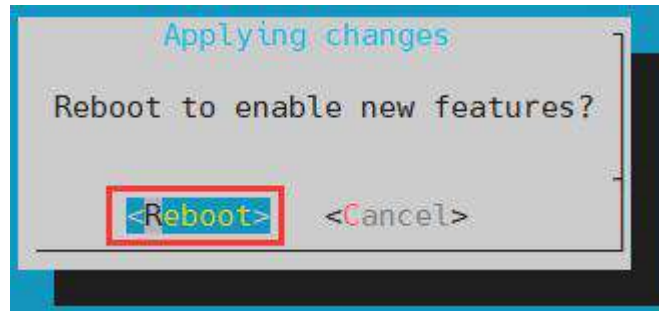 Applying changes
Reboot to enable new features?
<Reboot> <Cancel>